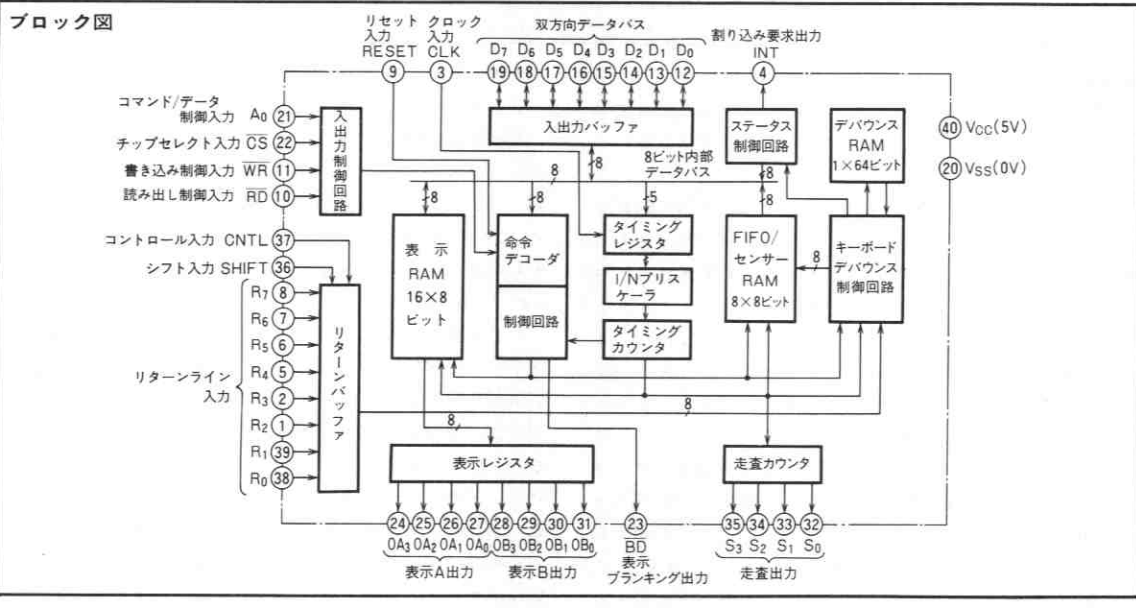 ブロック図
リセット
入力
RESET
クロック
入力
CLK
双方向データバス
D7 D6 D5 D4 D3 D2 D1 D0
割り込み要求出力
INT
9
3
19 18 17 16 15 14 13 12
4
コマンド/データ
制御入力 A0 21
チップセレクト入力 CS 22
書き込み制御入力 WR 11
読み出し制御入力 RD 10
入出力制御回路
入出力バッファ
ステータス
制御回路
デバウンス
RAM
1×64ビット
40 VCC(5V)
20 VSS(0V)
8
8ビット内部
データバス
8
8
8
8
5
8
コントロール入力 CNTL 37
シフト入力 SHIFT 36
リターンライン
入力
R7 8
R6 7
R5 6
R4 5
R3 2
R2 1
R1 39
R0 38
リターンバッファ
表示
RAM
16×8
ビット
命令
デコーダ
制御回路
タイミング
レジスタ
I/Nプリス
ケーラ
タイミング
カウンタ
FIFO/
センサー
RAM
8×8ビット
8
キーボード
デバウンス
制御回路
8
8
表示レジスタ
走査カウンタ
24 25 26 27 28 29 30 31
23
35 34 33 32
OA3 OA2 OA1 OA0 OB3 OB2 OB1 OB0
BD
S3 S2 S1 S0
表示A出力
表示B出力
表示
ブランキング出力
走査出力